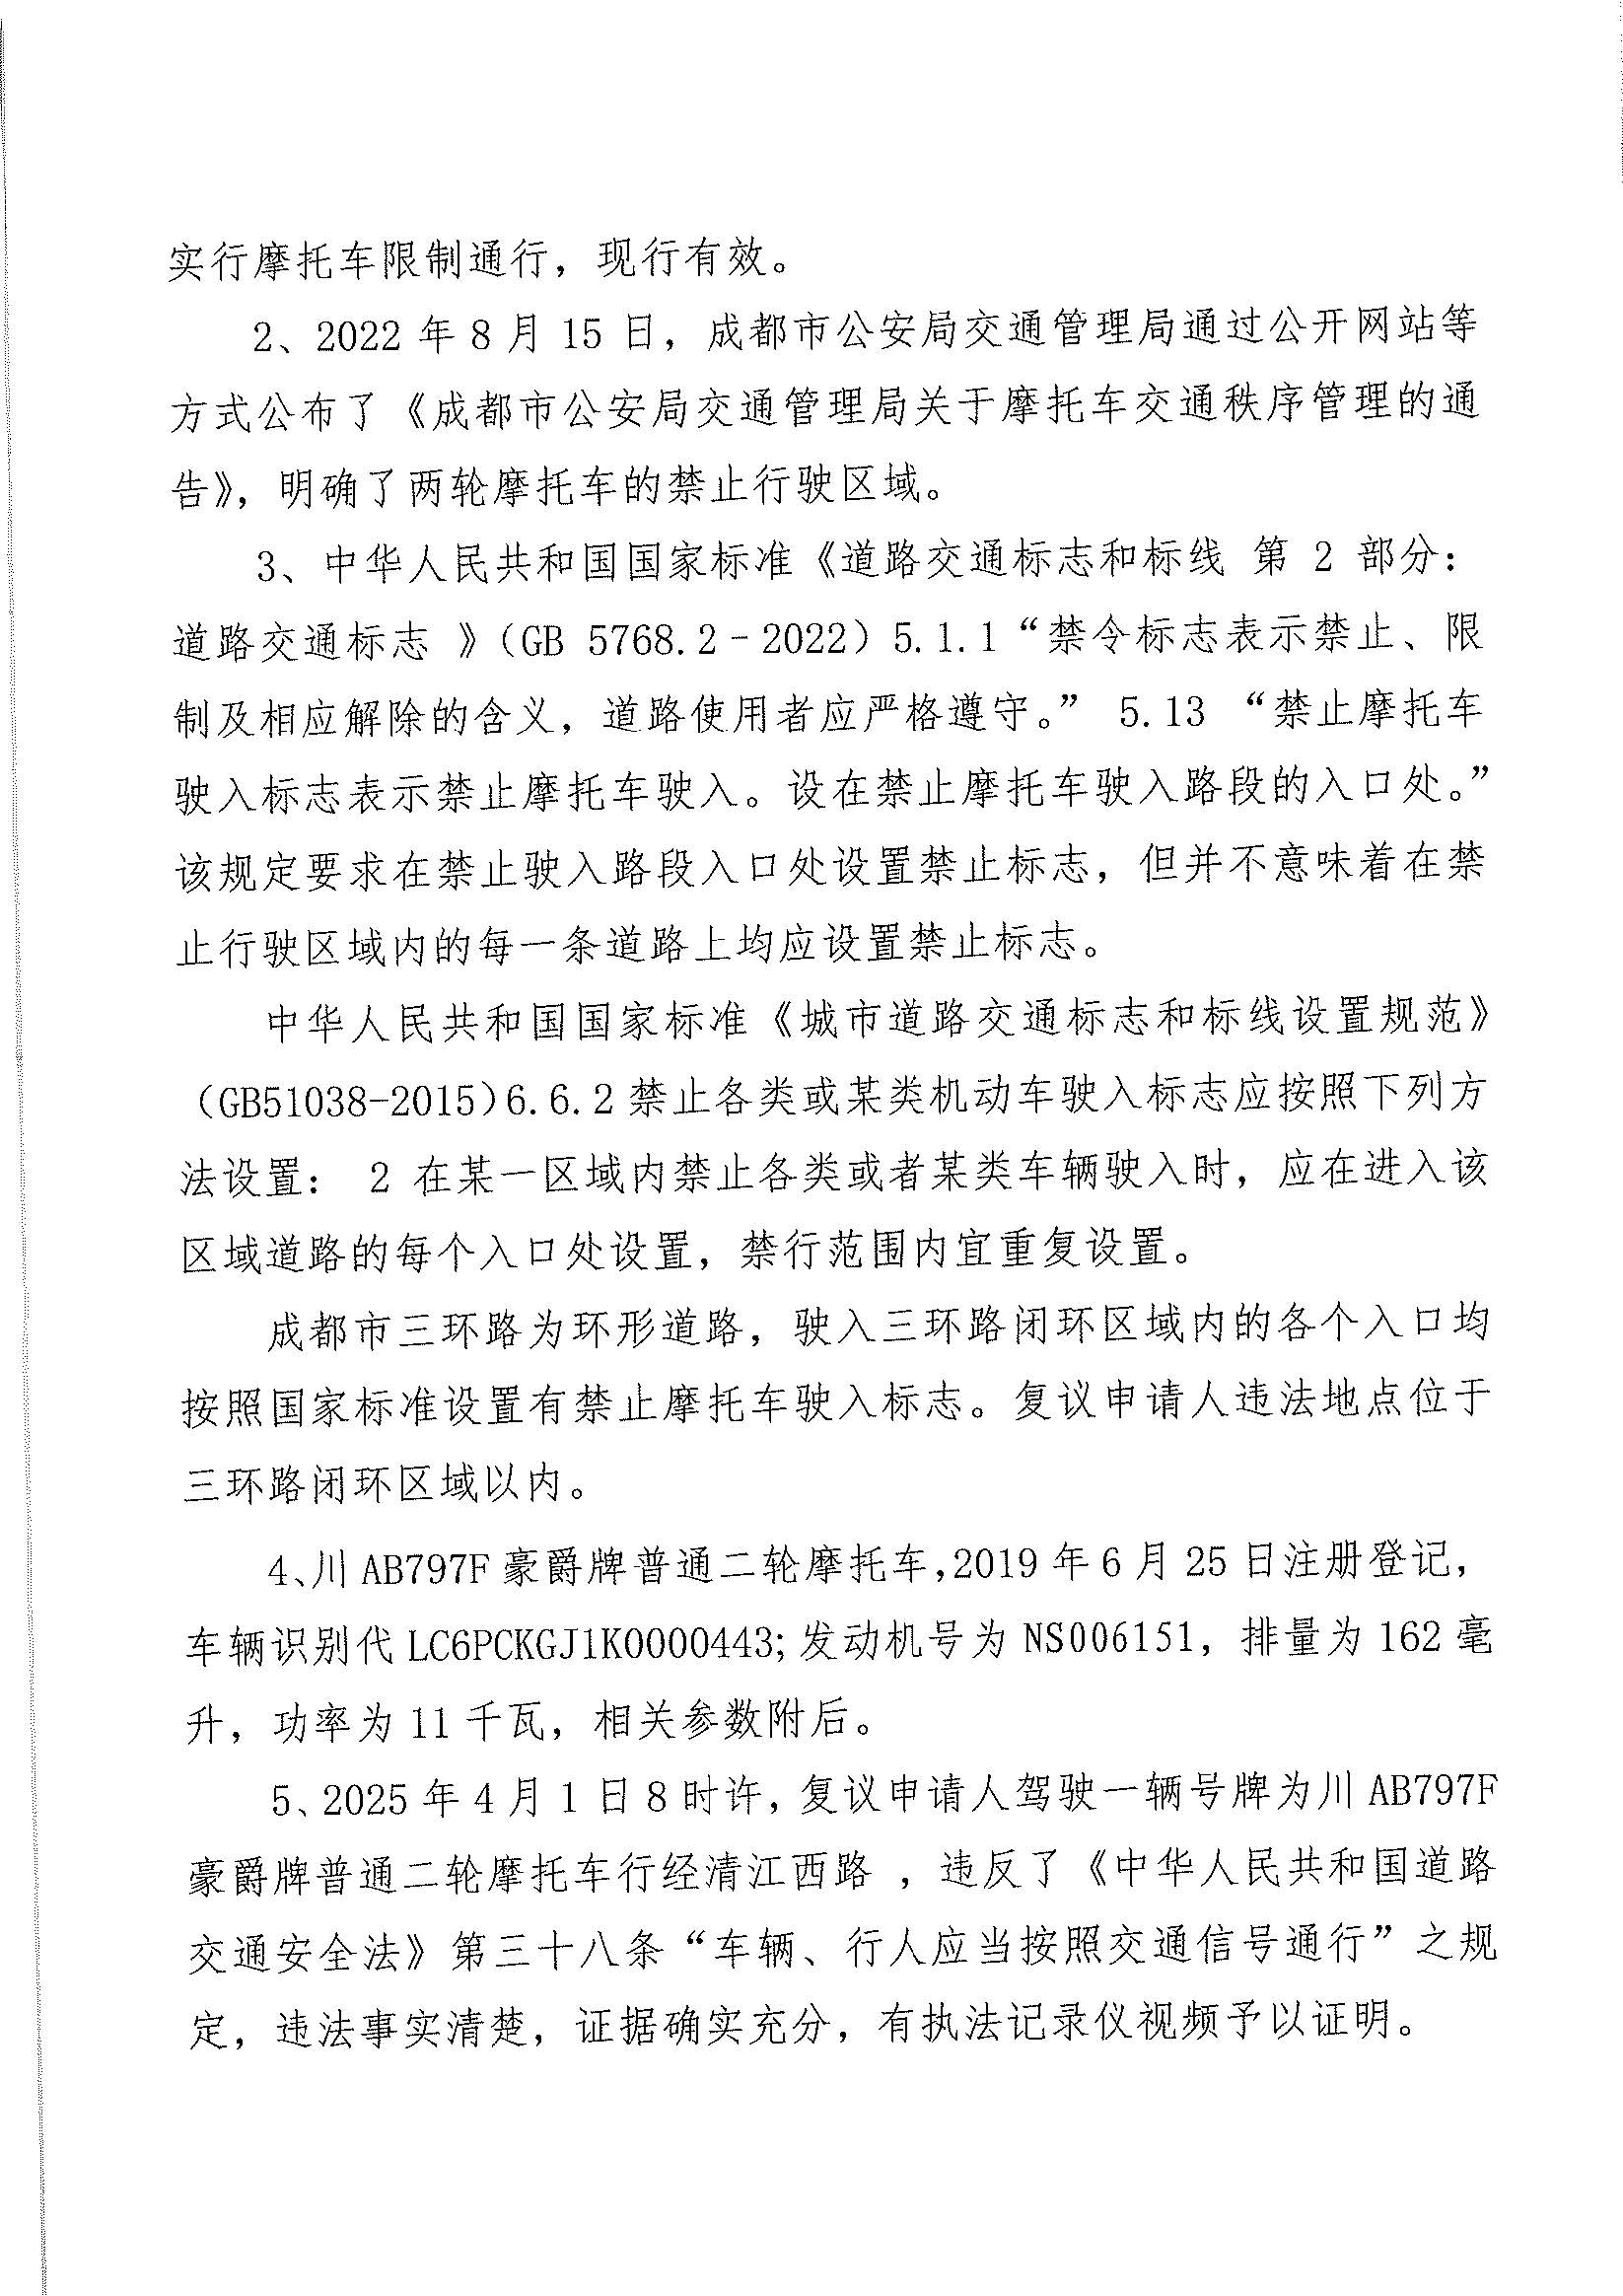 实行摩托车限制通行，现行有效。
2、2022 年 8 月 15 日，成都市公安局交通管理局通过公开网站等
方式公布了《成都市公安局交通管理局关于摩托车交通秩序管理的通
告》，明确了两轮摩托车的禁止行驶区域。
3、中华人民共和国国家标准《道路交通标志和标线 第 2 部分：
道路交通标志 》（GB 5768.2－2022）5.1.1“禁令标志表示禁止、限
制及相应解除的含义，道路使用者应严格遵守。” 5.13 “禁止摩托车
驶入标志表示禁止摩托车驶入。设在禁止摩托车驶入路段的入口处。”
该规定要求在禁止驶入路段入口处设置禁止标志，但并不意味着在禁
止行驶区域内的每一条道路上均应设置禁止标志。
中华人民共和国国家标准《城市道路交通标志和标线设置规范》
（GB51038-2015）6.6.2 禁止各类或某类机动车驶入标志应按照下列方
法设置： 2 在某一区域内禁止各类或者某类车辆驶入时，应在进入该
区域道路的每个入口处设置，禁行范围内宜重复设置。
成都市三环路为环形道路，驶入三环路闭环区域内的各个入口均
按照国家标准设置有禁止摩托车驶入标志。复议申请人违法地点位于
三环路闭环区域以内。
4、川 AB797F 豪爵牌普通二轮摩托车,2019 年 6 月 25 日注册登记，
车辆识别代 LC6PCKGJ1K0000443;发动机号为 NS006151，排量为 162 毫
升，功率为 11 千瓦，相关参数附后。
5、2025 年 4 月 1 日 8 时许，复议申请人驾驶一辆号牌为川 AB797F
豪爵牌普通二轮摩托车行经清江西路 ，违反了《中华人民共和国道路
交通安全法》第三十八条“车辆、行人应当按照交通信号通行”之规
定，违法事实清楚，证据确实充分，有执法记录仪视频予以证明。